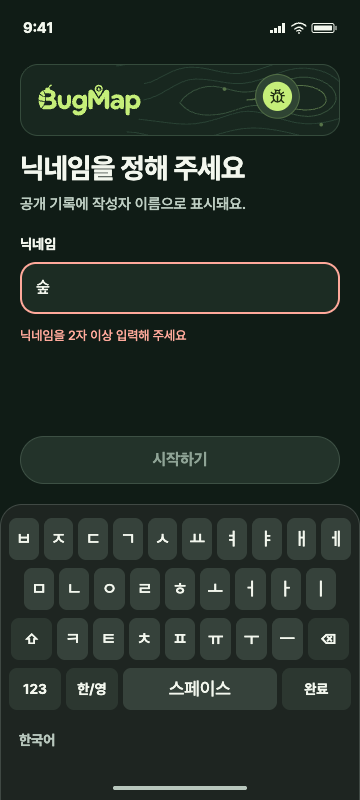 9:41
BugMap
닉네임을 정해 주세요
공개 기록에 작성자 이름으로 표시돼요.
닉네임
숲
닉네임을 2자 이상 입력해 주세요
시작하기
ㅂ ㅈ ㄷ ㄱ ㅅ ㅛ ㅕ ㅑ ㅐ ㅔ
ㅁ ㄴ ㅇ ㄹ ㅎ ㅗ ㅓ ㅏ ㅣ
ㅋ ㅌ ㅊ ㅍ ㅠ ㅜ ㅡ
123 한/영 스페이스 완료
한국어